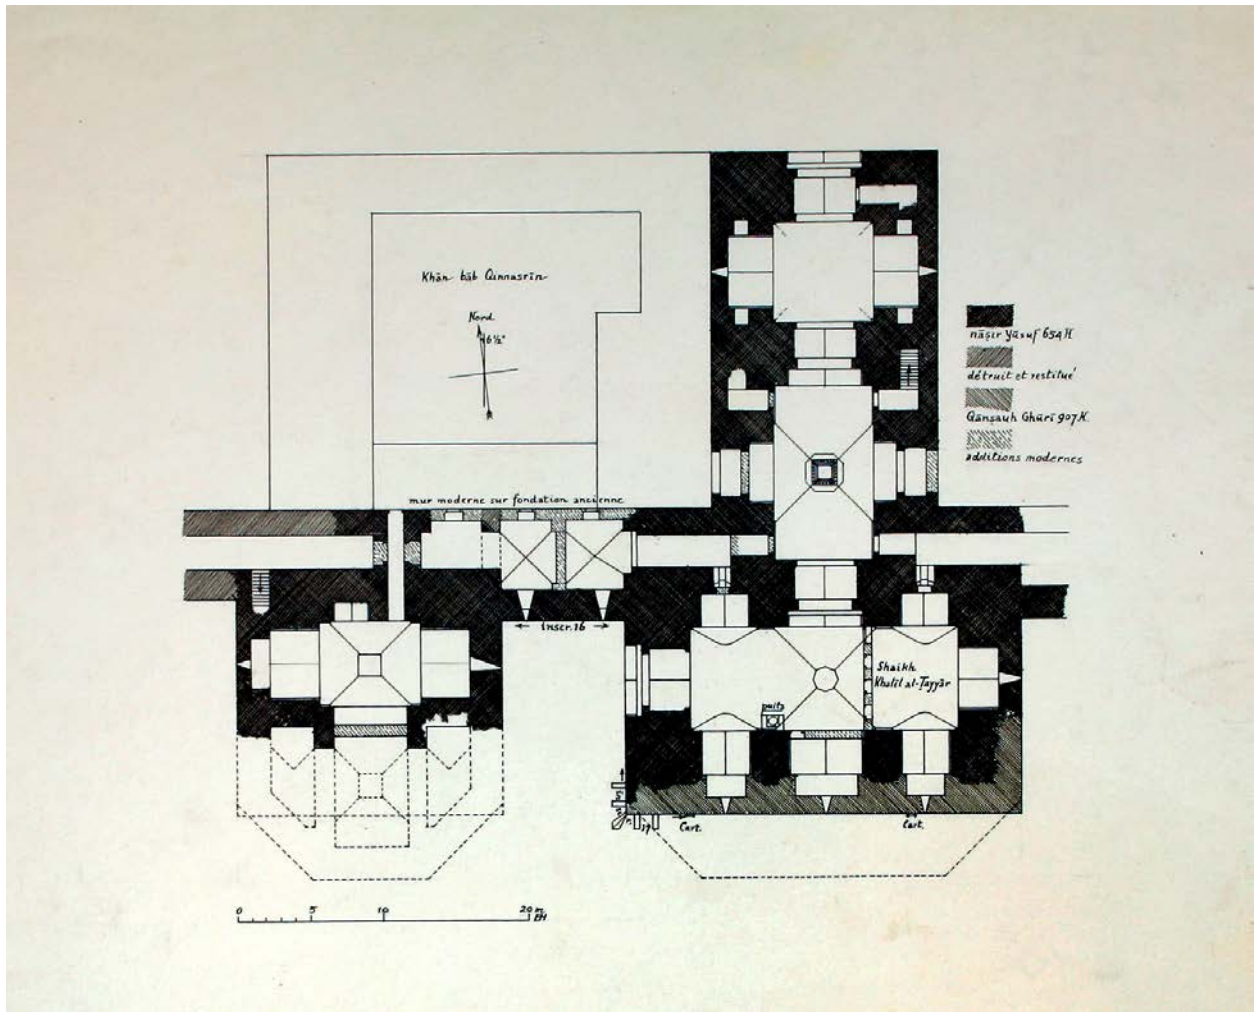 Khān bāb Qinnasrīn
Nord
6½°
nāṣir Yūsuf 654 H.
détruit et restitué
Qānṣauh Ghūrī 907 H.
additions modernes
mur moderne sur fondation ancienne
Inscr. 16
Shaikh
Khalīl al-Ṭayyār
puits
Cart.
Cart.
0 5 10 20 m.
EH